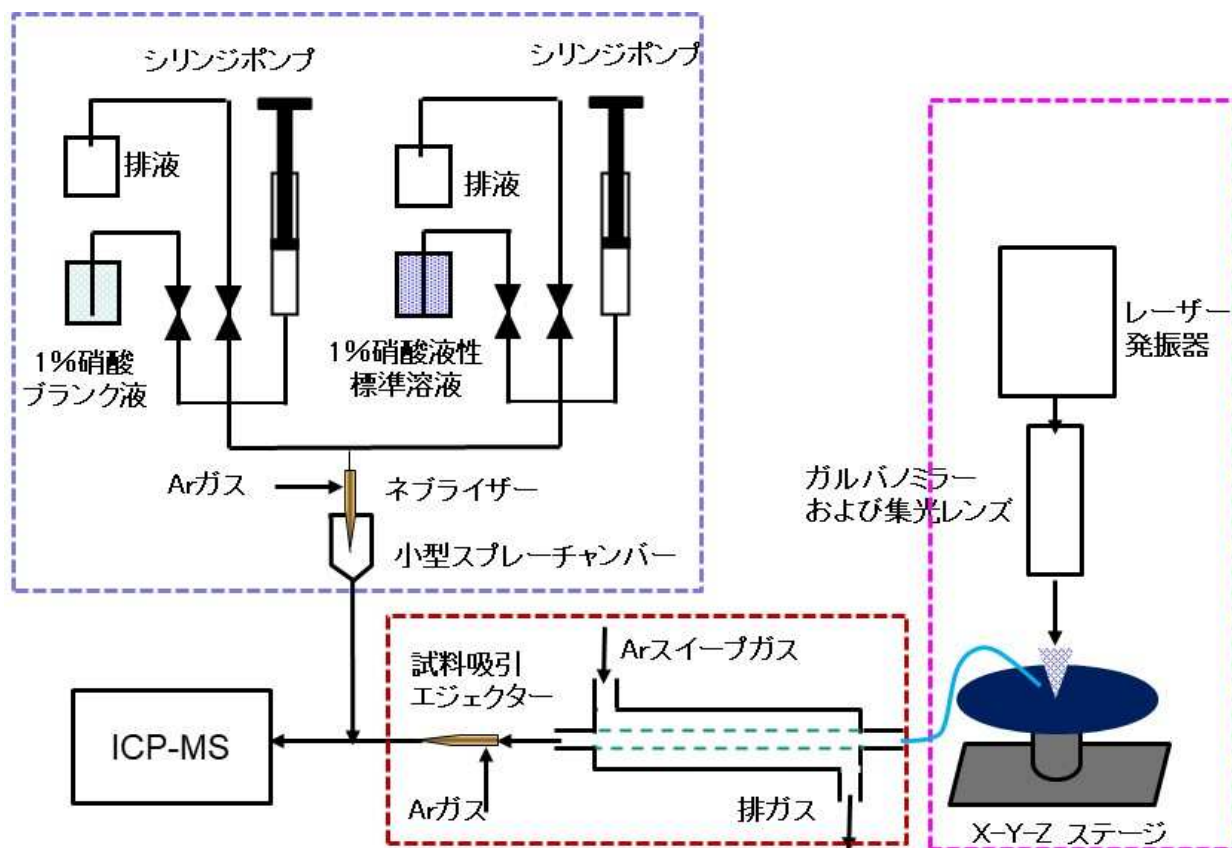 シリンジポンプ
シリンジポンプ
排液
排液
1%硝酸
ブランク液
1%硝酸液性
標準溶液
レーザー
発振器
Arガス
ネブライザー
ガルバノミラー
および集光レンズ
小型スプレーチャンバー
試料吸引
エジェクター
Arスイープガス
ICP-MS
Arガス
排ガス
X-Y-Z ステージ